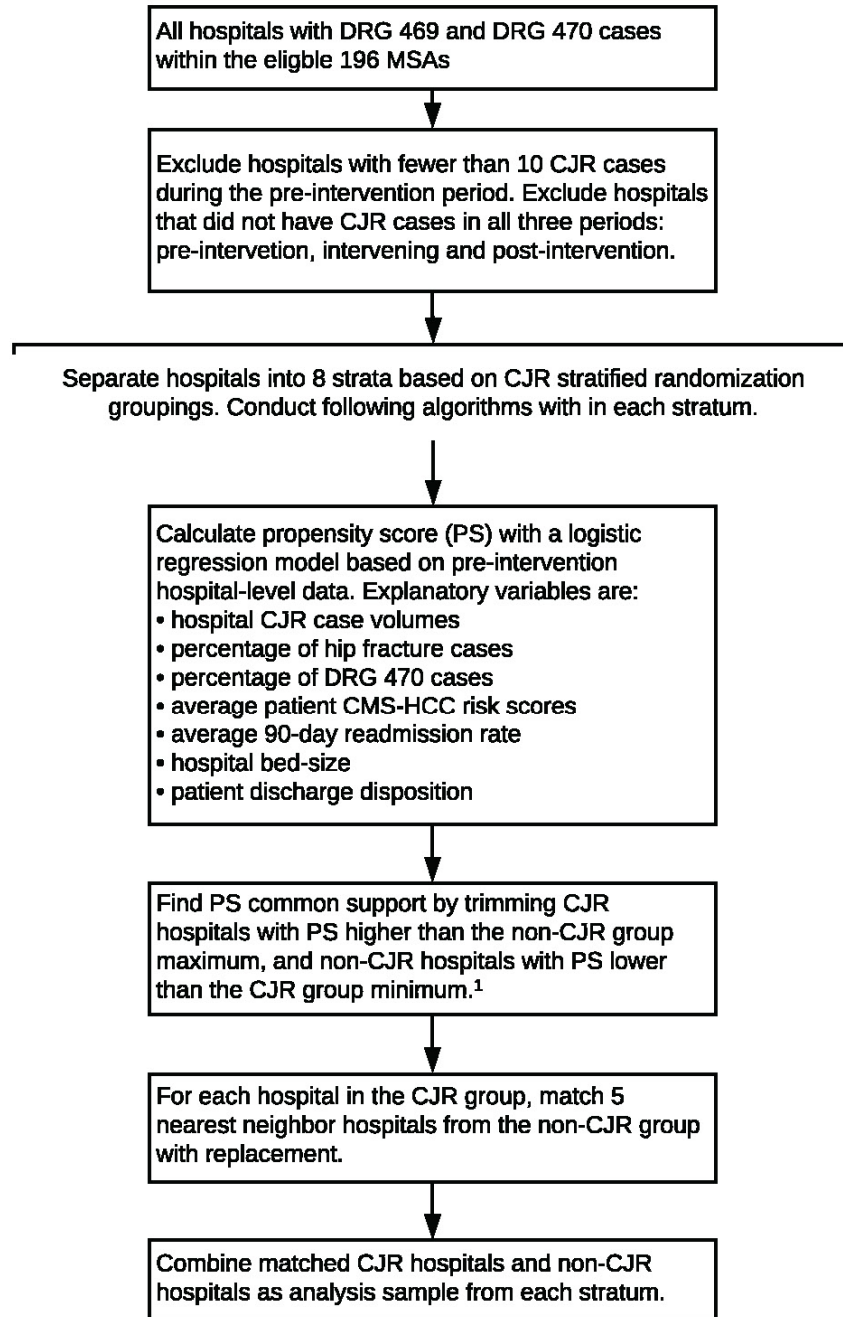 All hospitals with DRG 469 and DRG 470 cases
within the eligble 196 MSAs
Exclude hospitals with fewer than 10 CJR cases
during the pre-intervention period. Exclude hospitals
that did not have CJR cases in all three periods:
pre-intervetion, intervening and post-intervention.
Separate hospitals into 8 strata based on CJR stratified randomization
groupings. Conduct following algorithms with in each stratum.
Calculate propensity score (PS) with a logistic
regression model based on pre-intervention
hospital-level data. Explanatory variables are:
• hospital CJR case volumes
• percentage of hip fracture cases
• percentage of DRG 470 cases
• average patient CMS-HCC risk scores
• average 90-day readmission rate
• hospital bed-size
• patient discharge disposition
Find PS common support by trimming CJR
hospitals with PS higher than the non-CJR group
maximum, and non-CJR hospitals with PS lower
than the CJR group minimum.¹
For each hospital in the CJR group, match 5
nearest neighbor hospitals from the non-CJR group
with replacement.
Combine matched CJR hospitals and non-CJR
hospitals as analysis sample from each stratum.